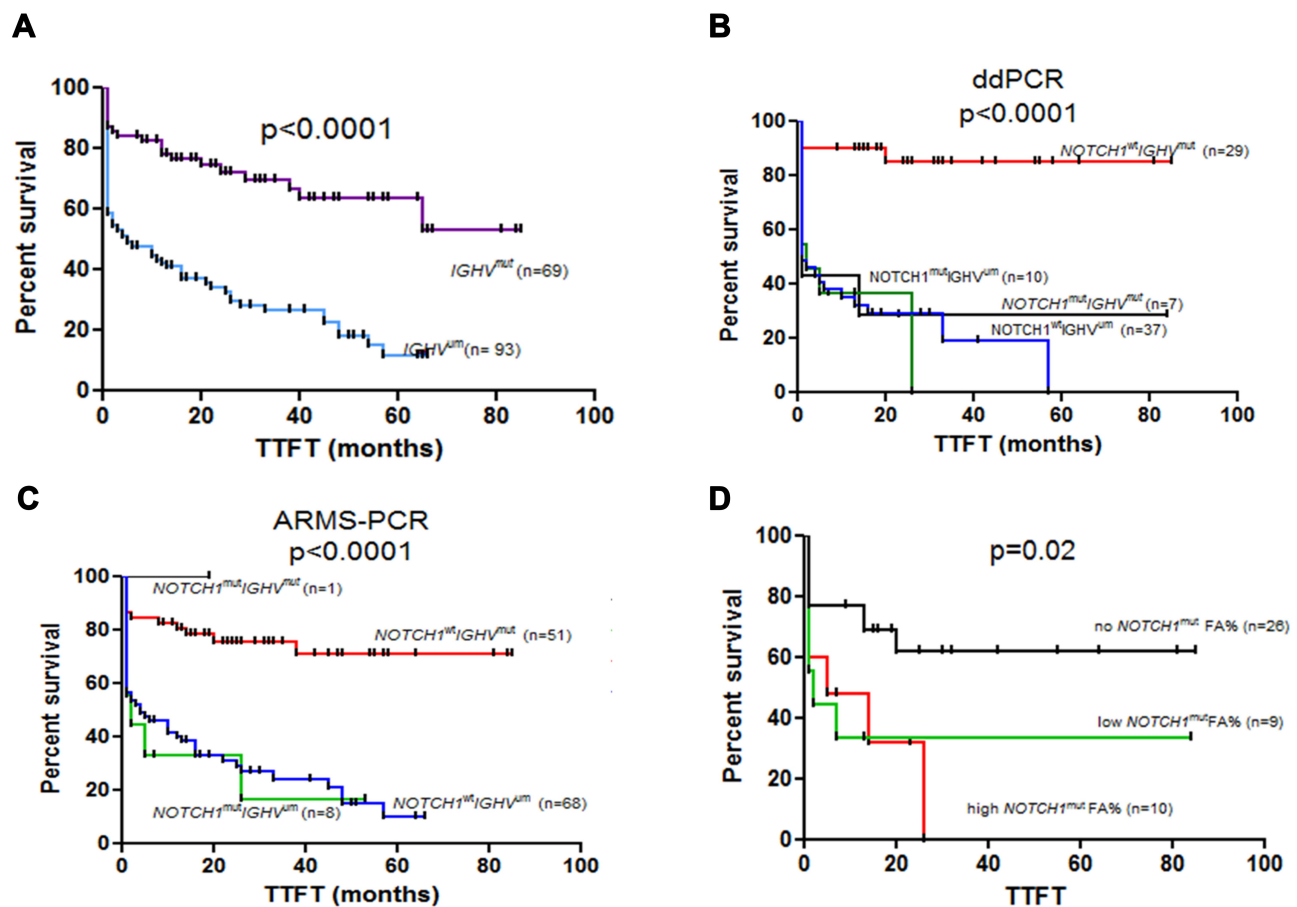 A
100
80
60
40
20
0
Percent survival
p<0.0001
IGHVmut (n=69)
IGHVum(n= 93)
0 20 40 60 80 100
TTFT (months)
B
ddPCR
p<0.0001
100
80
60
40
20
0
Percent survival
NOTCH1wtIGHVmut (n=29)
NOTCH1mutIGHVum(n=10)
NOTCH1mutIGHVmut(n=7)
NOTCH1wtIGHVum (n=37)
0 20 40 60 80 100
TTFT (months)
C
ARMS-PCR
p<0.0001
100
80
60
40
20
0
Percent survival
NOTCH1mutIGHVmut (n=1)
NOTCH1wtIGHVmut (n=51)
NOTCH1mutIGHVum(n=8)
NOTCH1wtIGHVum (n=68)
0 20 40 60 80 100
TTFT (months)
D
p=0.02
100
80
60
40
20
0
Percent survival
no NOTCH1mut FA% (n=26)
low NOTCH1mutFA% (n=9)
high NOTCH1mut FA% (n=10)
0 20 40 60 80 100
TTFT